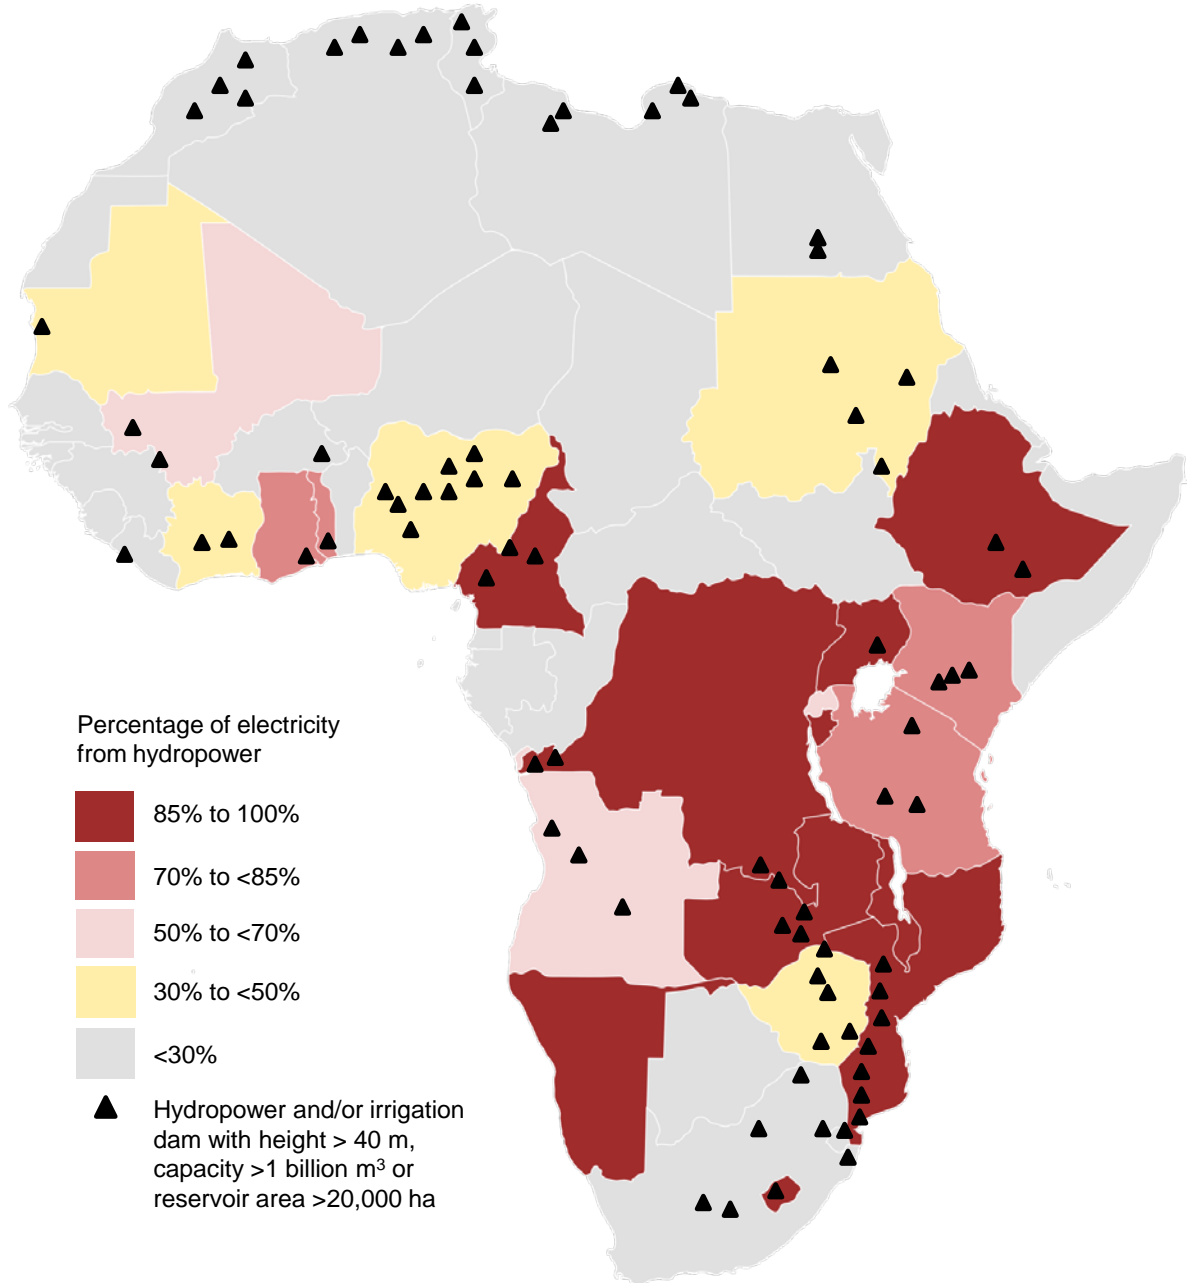 Percentage of electricity
from hydropower
85% to 100%
70% to <85%
50% to <70%
30% to <50%
<30%
Hydropower and/or irrigation
dam with height > 40 m,
capacity >1 billion m³ or
reservoir area >20,000 ha